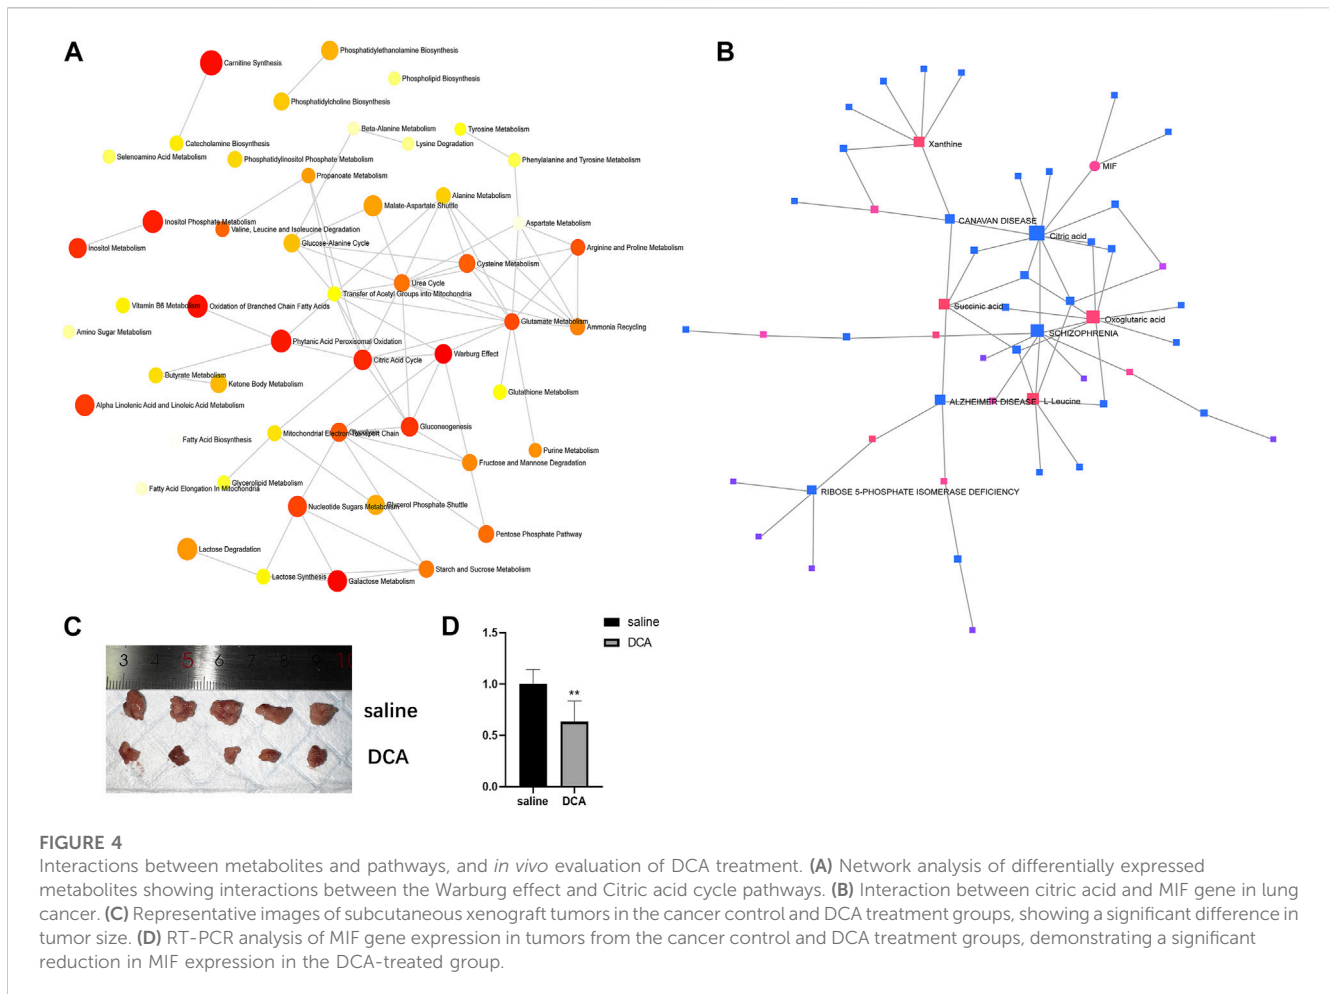 A
Carnitine Synthesis
Phosphatidylethanolamine Biosynthesis
Phospholipid Biosynthesis
Phosphatidylcholine Biosynthesis
Beta-Alanine Metabolism
Tyrosine Metabolism
Catecholamine Biosynthesis
Lysine Degradation
Selenoamino Acid Metabolism
Phosphatidylinositol Phosphate Metabolism
Phenylalanine and Tyrosine Metabolism
Propanoate Metabolism
Alanine Metabolism
Malate-Aspartate Shuttle
Inositol Phosphate Metabolism
Valine, Leucine and Isoleucine Degradation
Aspartate Metabolism
Inositol Metabolism
Glucose-Alanine Cycle
Arginine and Proline Metabolism
Cysteine Metabolism
Urea Cycle
Transfer of Acetyl Groups into Mitochondria
Vitamin B6 Metabolism
Oxidation of Branched Chain Fatty Acids
Glutamate Metabolism
Ammonia Recycling
Amino Sugar Metabolism
Phytanic Acid Peroxisomal Oxidation
Citric Acid Cycle
Warburg Effect
Butyrate Metabolism
Ketone Body Metabolism
Glutathione Metabolism
Alpha Linolenic Acid and Linoleic Acid Metabolism
Gluconeogenesis
Fatty Acid Biosynthesis
Mitochondrial Electron Transport Chain
Purine Metabolism
Fructose and Mannose Degradation
Glycerolipid Metabolism
Fatty Acid Elongation In Mitochondria
Nucleotide Sugars Metabolism
Glycerol Phosphate Shuttle
Pentose Phosphate Pathway
Lactose Degradation
Lactose Synthesis
Galactose Metabolism
Starch and Sucrose Metabolism
B
Xanthine
MIF
CANAVAN DISEASE
Citric acid
Succinic acid
Oxoglutaric acid
SCHIZOPHRENIA
ALZHEIMER DISEASE
L-Leucine
RIBOSE 5-PHOSPHATE ISOMERASE DEFICIENCY
C
3 4 5 6 7 8 9 10
saline
DCA
D
saline
DCA
1.5
1.0
0.5
0.0
**
saline DCA
FIGURE 4
Interactions between metabolites and pathways, and in vivo evaluation of DCA treatment. (A) Network analysis of differentially expressed
metabolites showing interactions between the Warburg effect and Citric acid cycle pathways. (B) Interaction between citric acid and MIF gene in lung
cancer. (C) Representative images of subcutaneous xenograft tumors in the cancer control and DCA treatment groups, showing a significant difference in
tumor size. (D) RT-PCR analysis of MIF gene expression in tumors from the cancer control and DCA treatment groups, demonstrating a significant
reduction in MIF expression in the DCA-treated group.